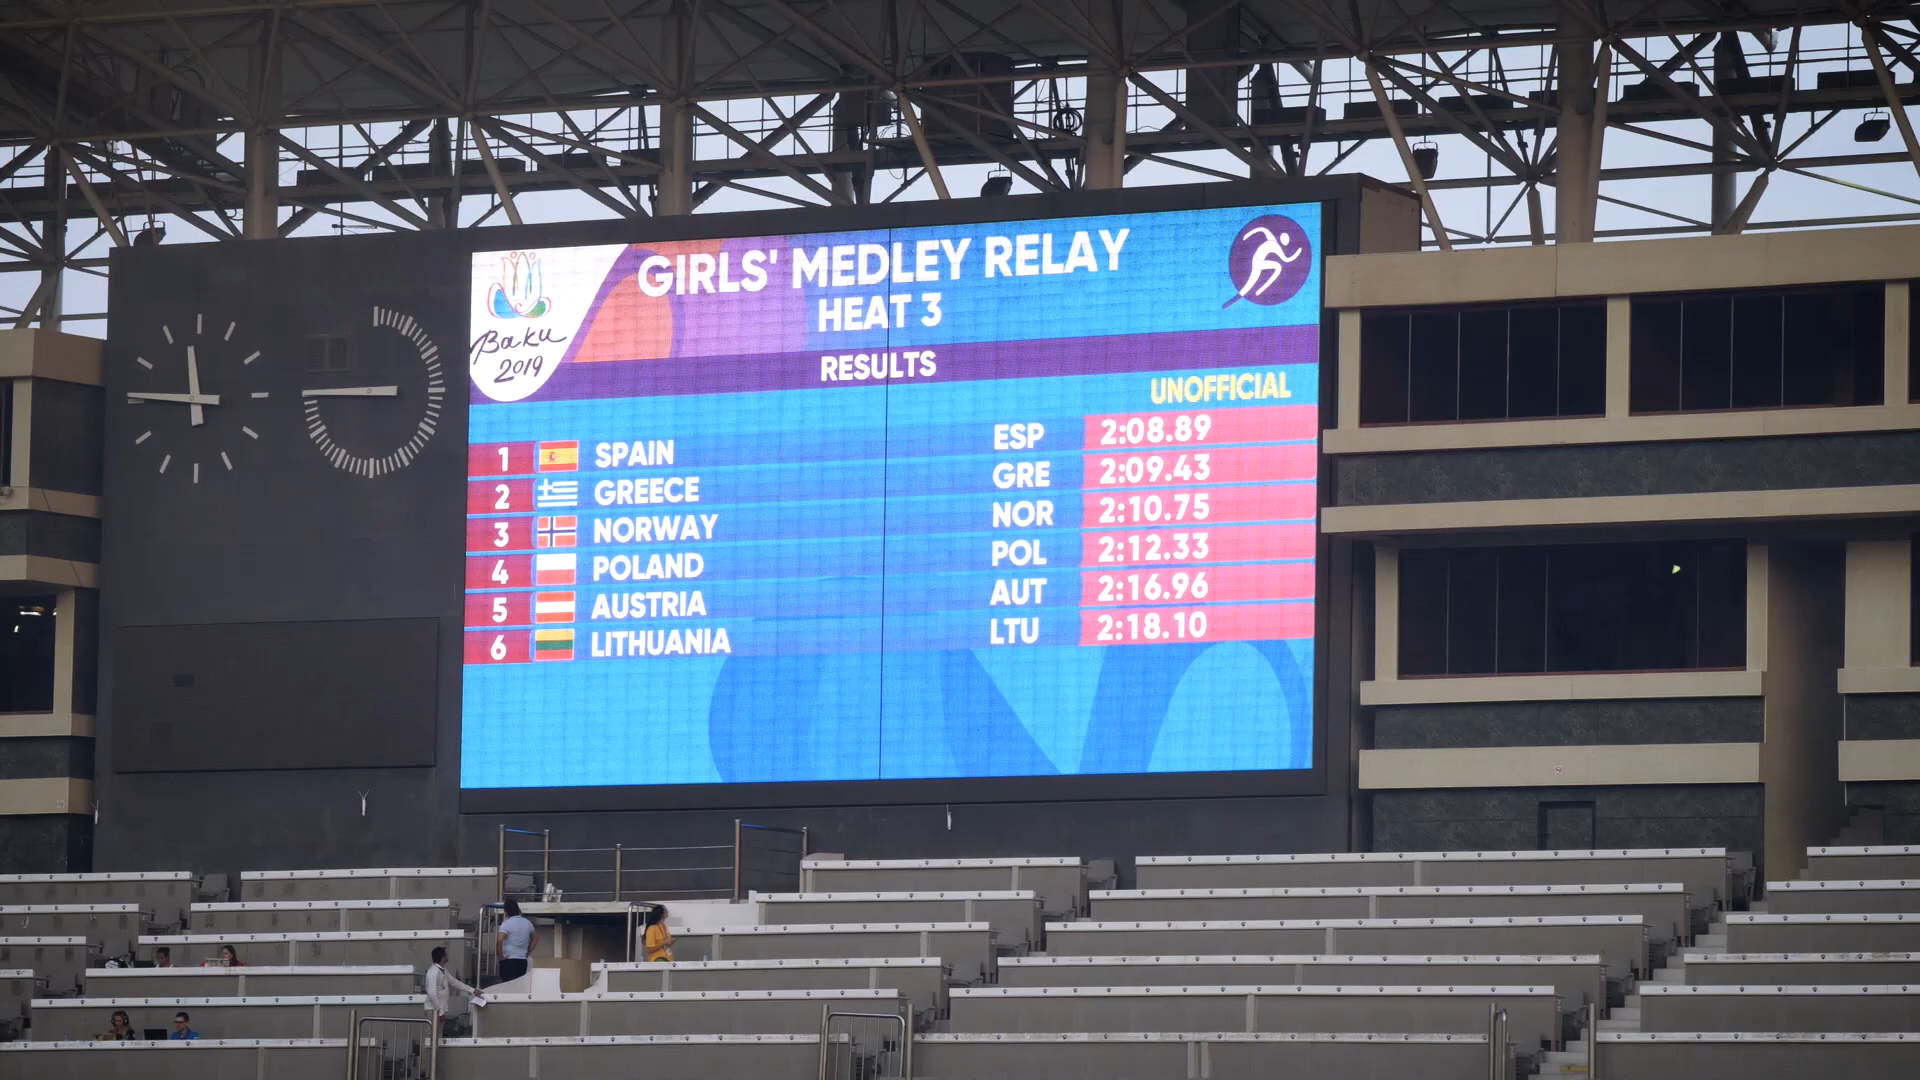 Baku
2019
GIRLS' MEDLEY RELAY
HEAT 3
RESULTS
UNOFFICIAL
1 SPAIN ESP 2:08.89
2 GREECE GRE 2:09.43
3 NORWAY NOR 2:10.75
4 POLAND POL 2:12.33
5 AUSTRIA AUT 2:16.96
6 LITHUANIA LTU 2:18.10